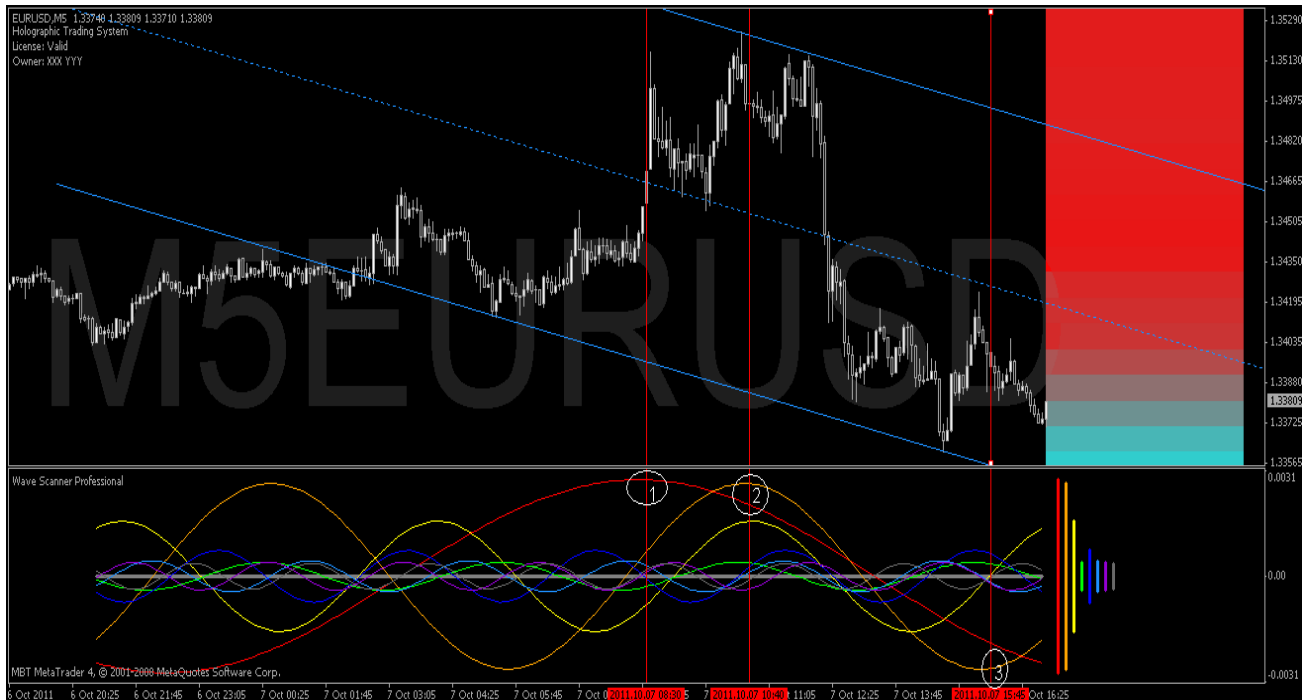 EURUSD,M5 1.33740 1.33809 1.33710 1.33809
Holographic Trading System
License: Valid
Owner: XXX YYY
M5EURUSD
1.35290
1.35130
1.34975
1.34820
1.34665
1.34505
1.34350
1.34195
1.34035
1.33880
1.33809
1.33725
1.33565
Wave Scanner Professional
1
2
3
0.0031
0.00
-0.0031
MBT MetaTrader 4, © 2001-2008 MetaQuotes Software Corp.
6 Oct 2011 6 Oct 20:25 6 Oct 21:45 6 Oct 23:05 7 Oct 00:25 7 Oct 01:45 7 Oct 03:05 7 Oct 04:25 7 Oct 05:45 7 Oct 0 2011.10.07 08:30 7 2011.10.07 10:40 t 11:05 7 Oct 12:25 7 Oct 13:45 2011.10.07 15:45 Oct 16:25